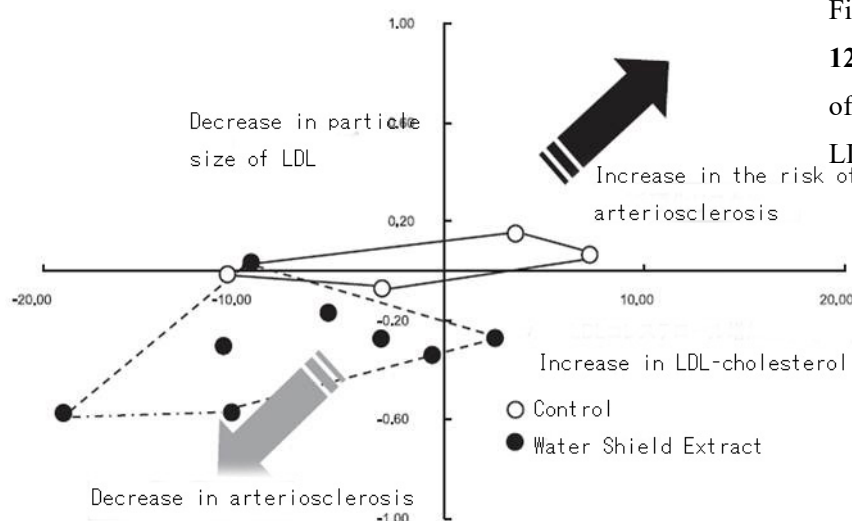 1.00
Fi
12
of
LI
Decrease in particle
0.60
size of LDL
Increase in the risk of
arteriosclerosis
0.20
-20.00
-10.00
10.00
20.00
-0.20
Increase in LDL-cholesterol
Control
-0.60
Water Shield Extract
Decrease in arteriosclerosis
-1.00